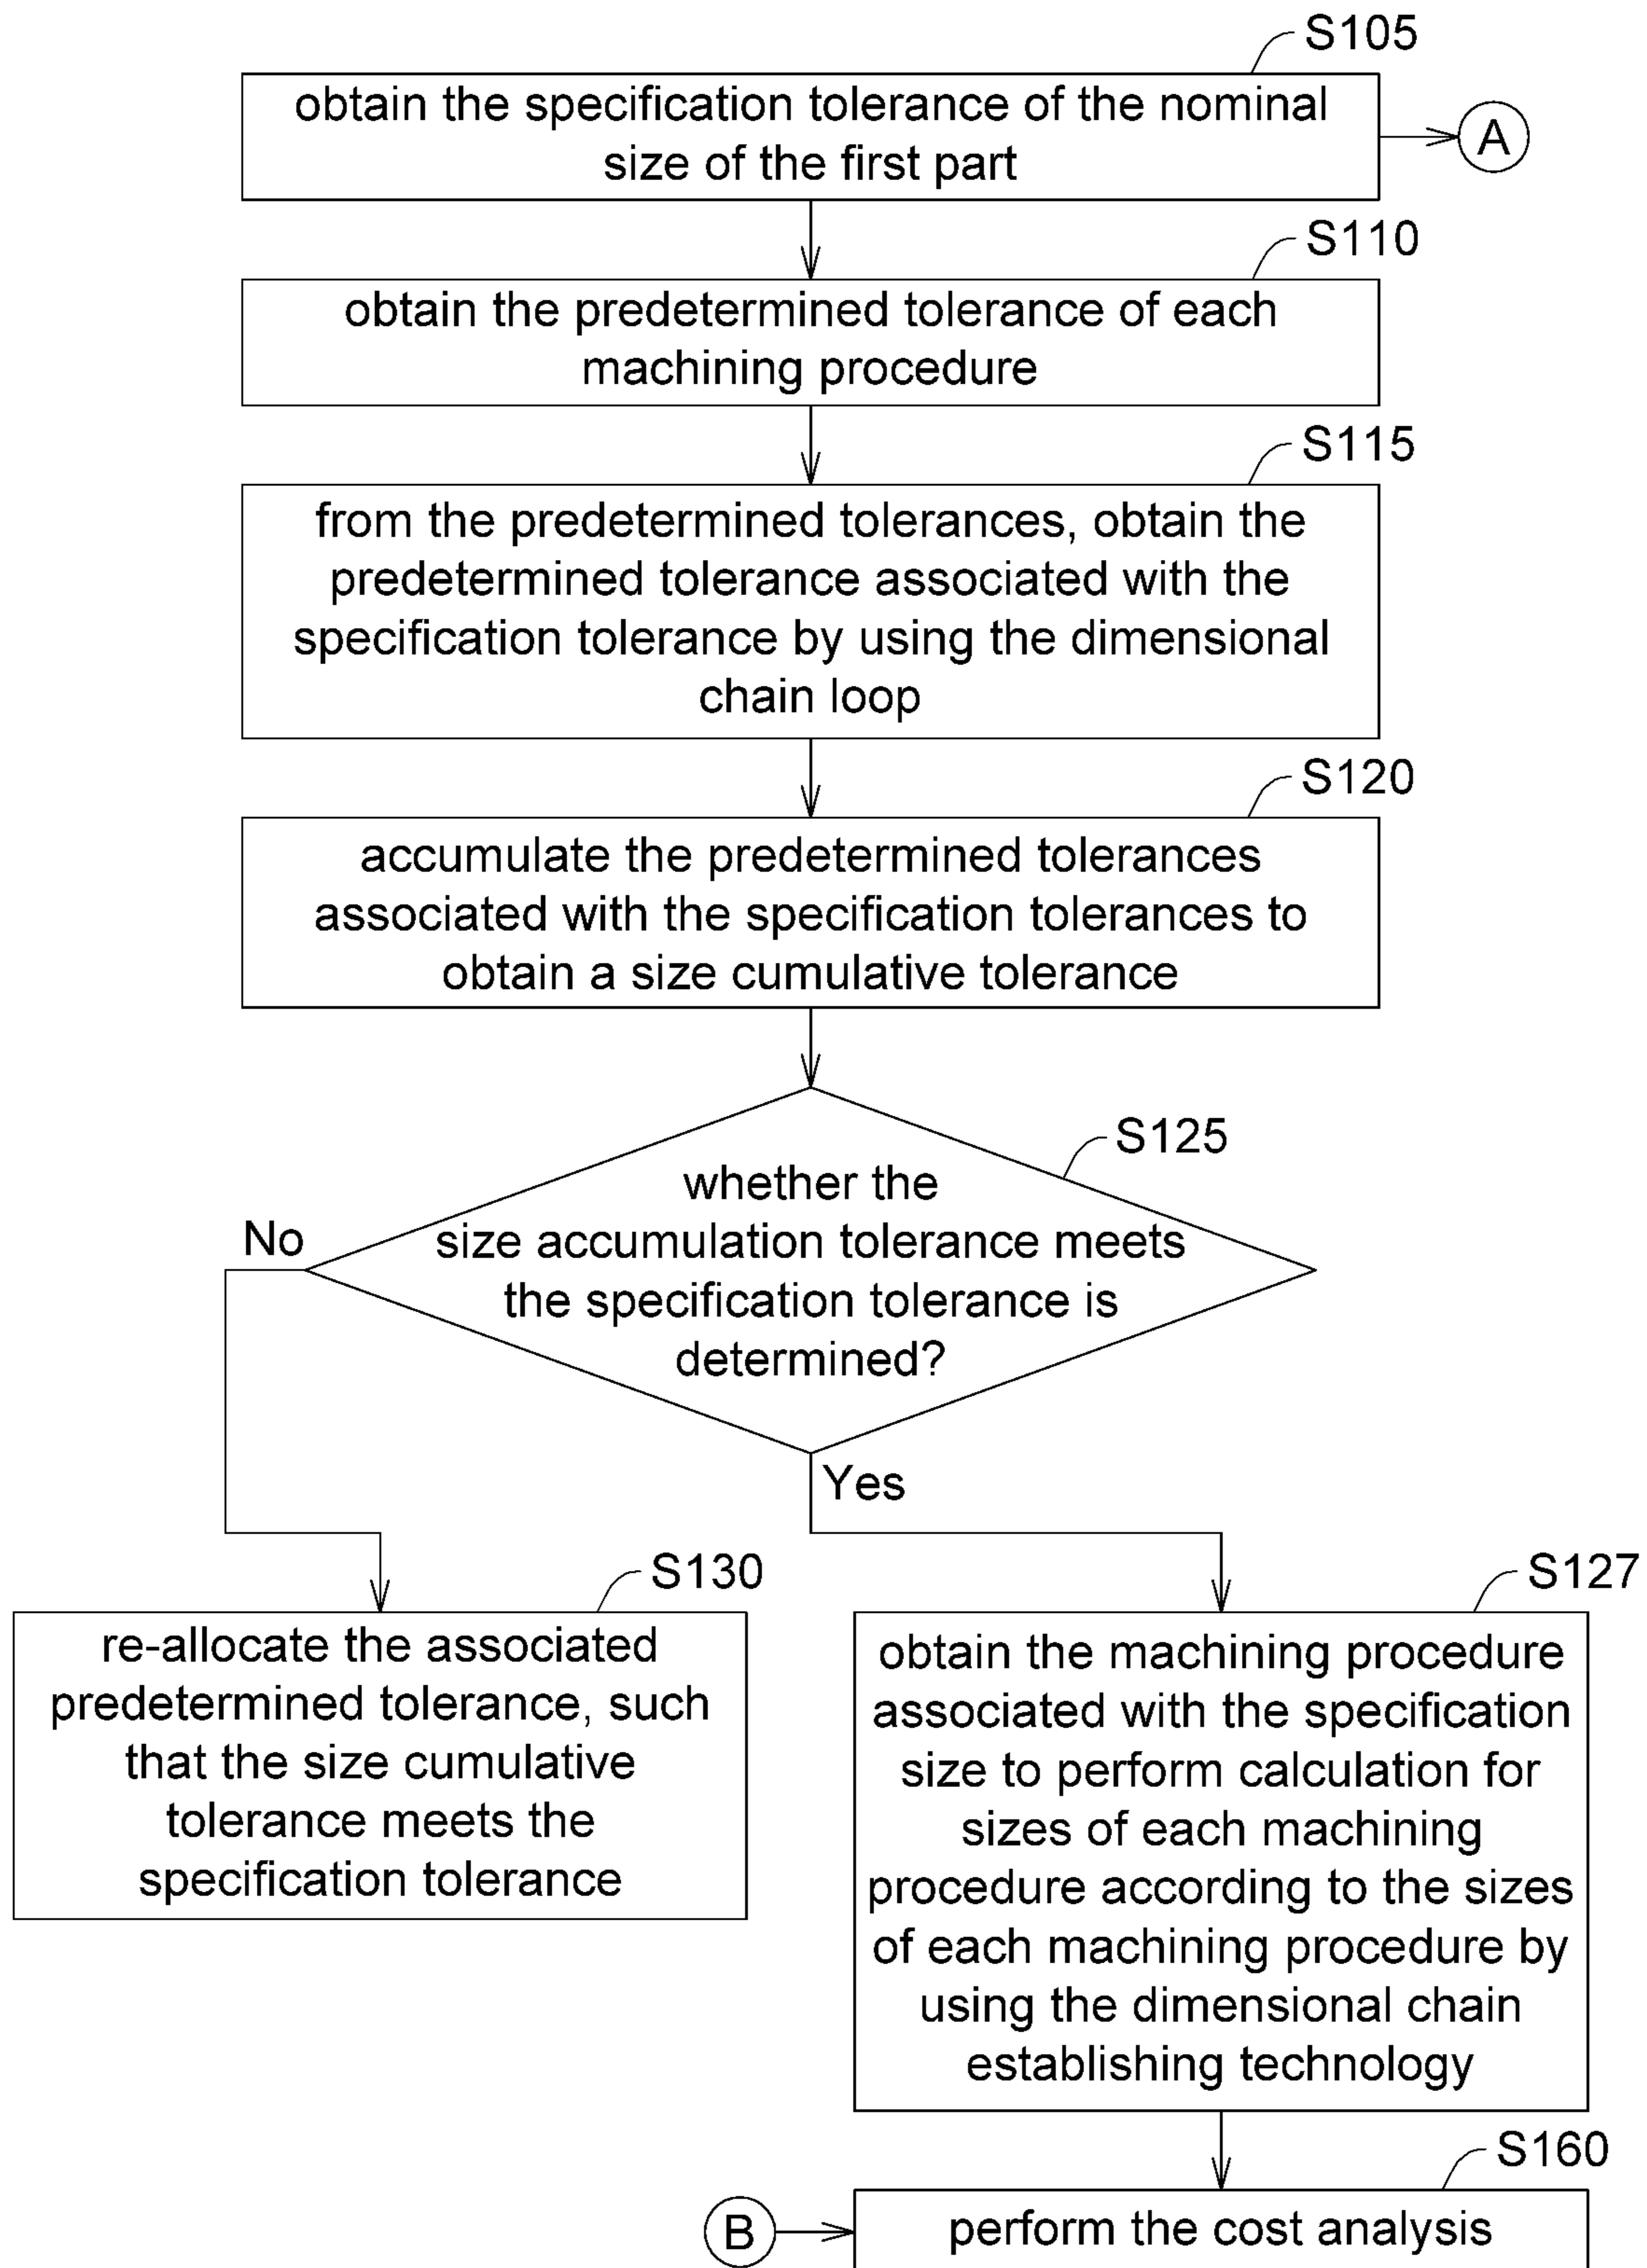 S105
obtain the specification tolerance of the nominal
size of the first part
A
S110
obtain the predetermined tolerance of each
machining procedure
S115
from the predetermined tolerances, obtain the
predetermined tolerance associated with the
specification tolerance by using the dimensional
chain loop
S120
accumulate the predetermined tolerances
associated with the specification tolerances to
obtain a size cumulative tolerance
S125
whether the
size accumulation tolerance meets
the specification tolerance is
determined?
No
Yes
S130
re-allocate the associated
predetermined tolerance, such
that the size cumulative
tolerance meets the
specification tolerance
S127
obtain the machining procedure
associated with the specification
size to perform calculation for
sizes of each machining
procedure according to the sizes
of each machining procedure by
using the dimensional chain
establishing technology
S160
B
perform the cost analysis